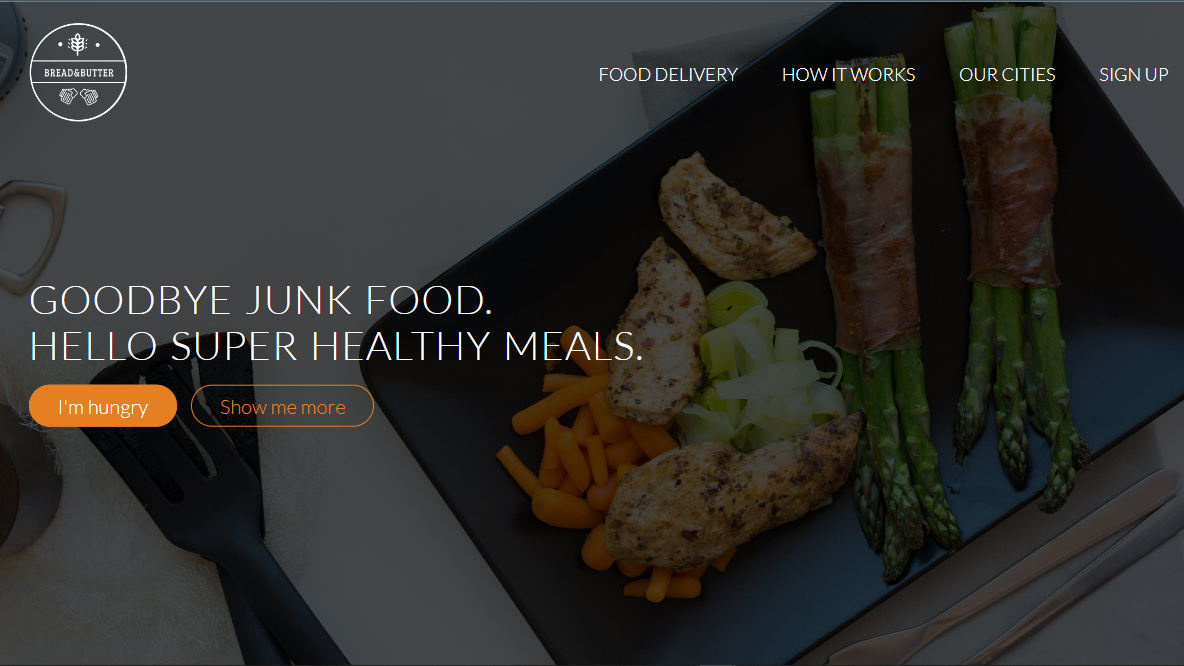 BREAD&BUTTER
FOOD DELIVERY HOW IT WORKS OUR CITIES SIGN UP
GOODBYE JUNK FOOD.
HELLO SUPER HEALTHY MEALS.
I'm hungry Show me more